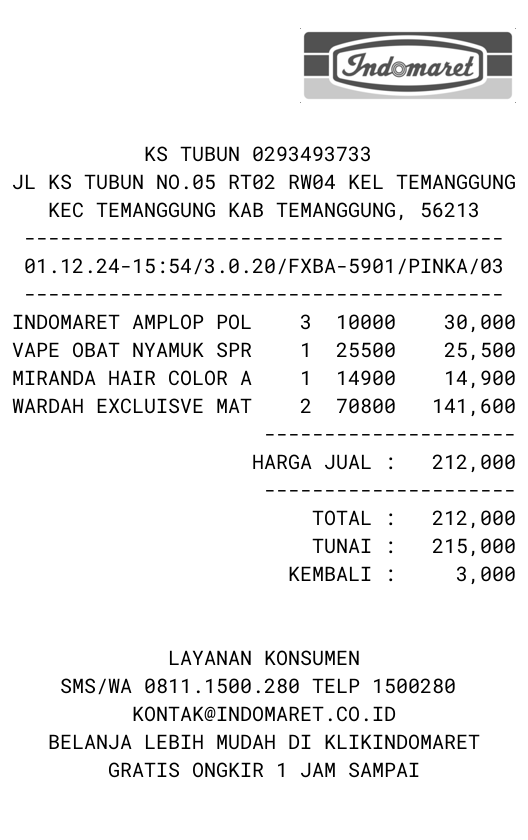 Indomaret
KS TUBUN 0293493733
JL KS TUBUN NO.05 RT02 RW04 KEL TEMANGGUNG
KEC TEMANGGUNG KAB TEMANGGUNG, 56213
----------------------------------------
01.12.24-15:54/3.0.20/FXBA-5901/PINKA/03
----------------------------------------
INDOMARET AMPLOP POL 3 10000 30,000
VAPE OBAT NYAMUK SPR 1 25500 25,500
MIRANDA HAIR COLOR A 1 14900 14,900
WARDAH EXCLUISVE MAT 2 70800 141,600
---------------------
HARGA JUAL : 212,000
---------------------
TOTAL : 212,000
TUNAI : 215,000
KEMBALI : 3,000
LAYANAN KONSUMEN
SMS/WA 0811.1500.280 TELP 1500280
KONTAK@INDOMARET.CO.ID
BELANJA LEBIH MUDAH DI KLIKINDOMARET
GRATIS ONGKIR 1 JAM SAMPAI